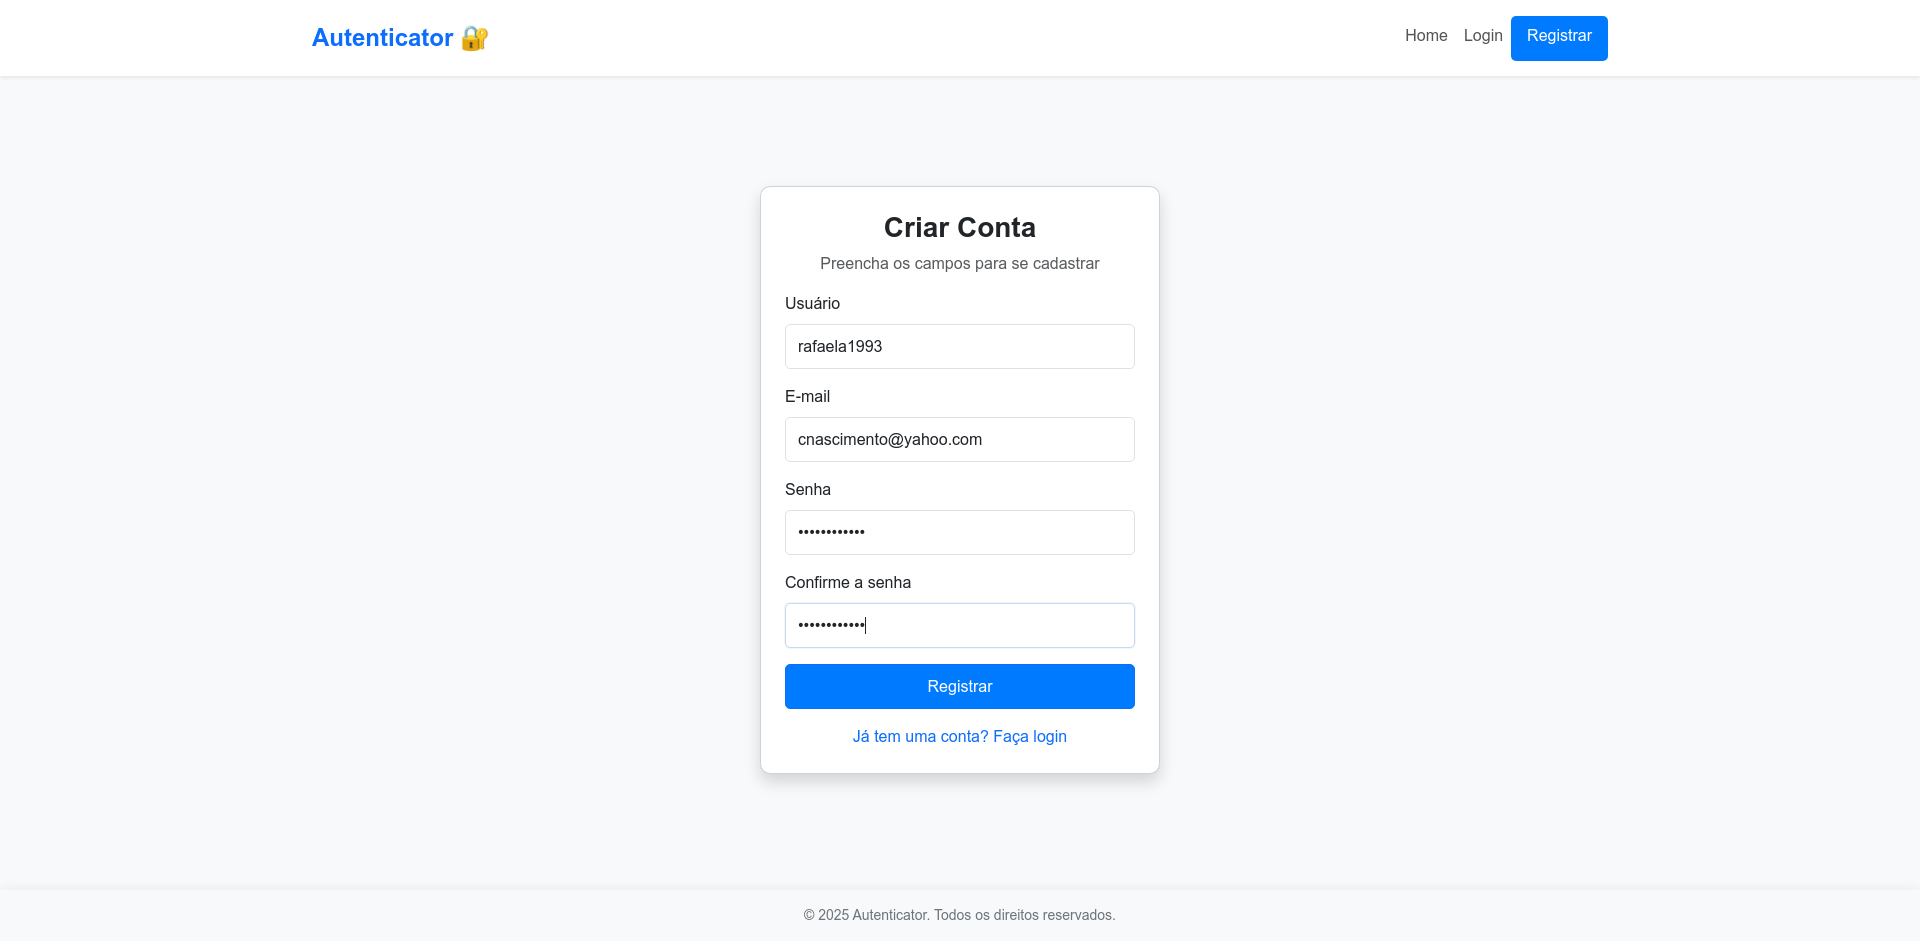 Autenticator 🔐
Home Login Registrar
Criar Conta
Preencha os campos para se cadastrar
Usuário
rafaela1993
E-mail
cnascimento@yahoo.com
Senha
••••••••••••
Confirme a senha
••••••••••••
Registrar
Já tem uma conta? Faça login
© 2025 Autenticator. Todos os direitos reservados.